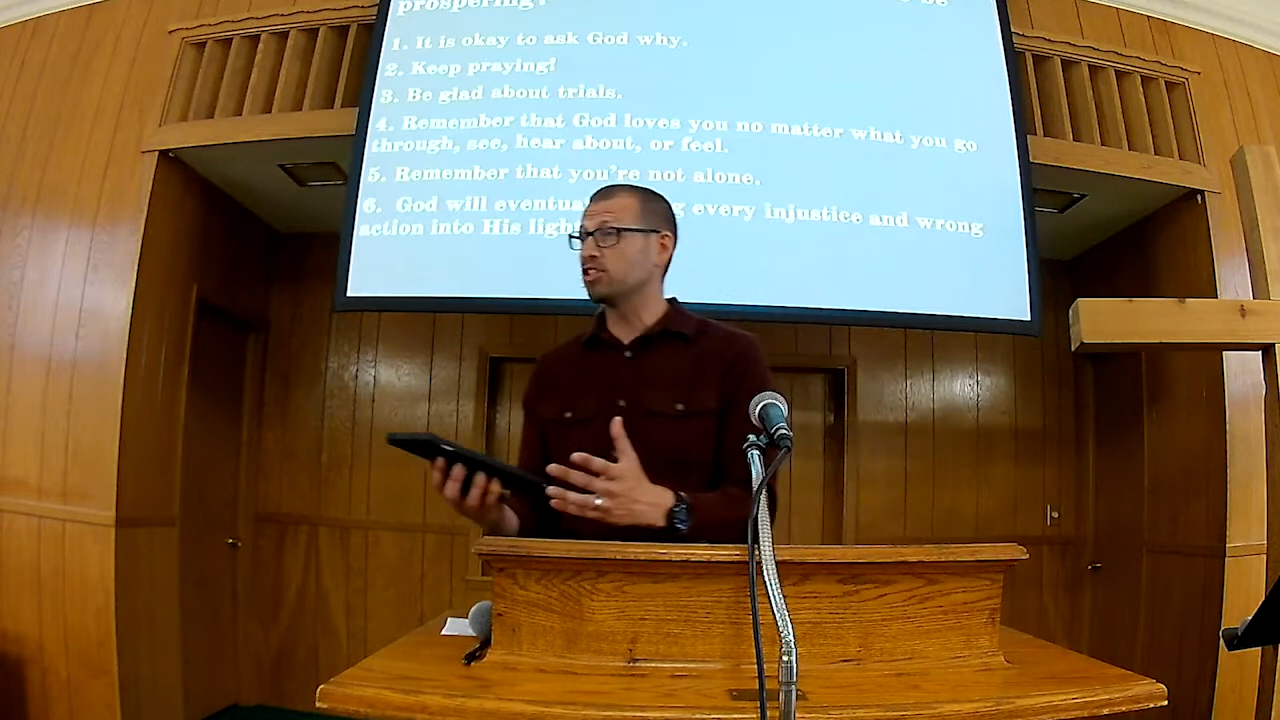 prospering?
be
1. It is okay to ask God why.
2. Keep praying!
3. Be glad about trials.
4. Remember that God loves you no matter what you go
through, see, hear about, or feel.
5. Remember that you're not alone.
6. God will every injustice and wrong
action into His